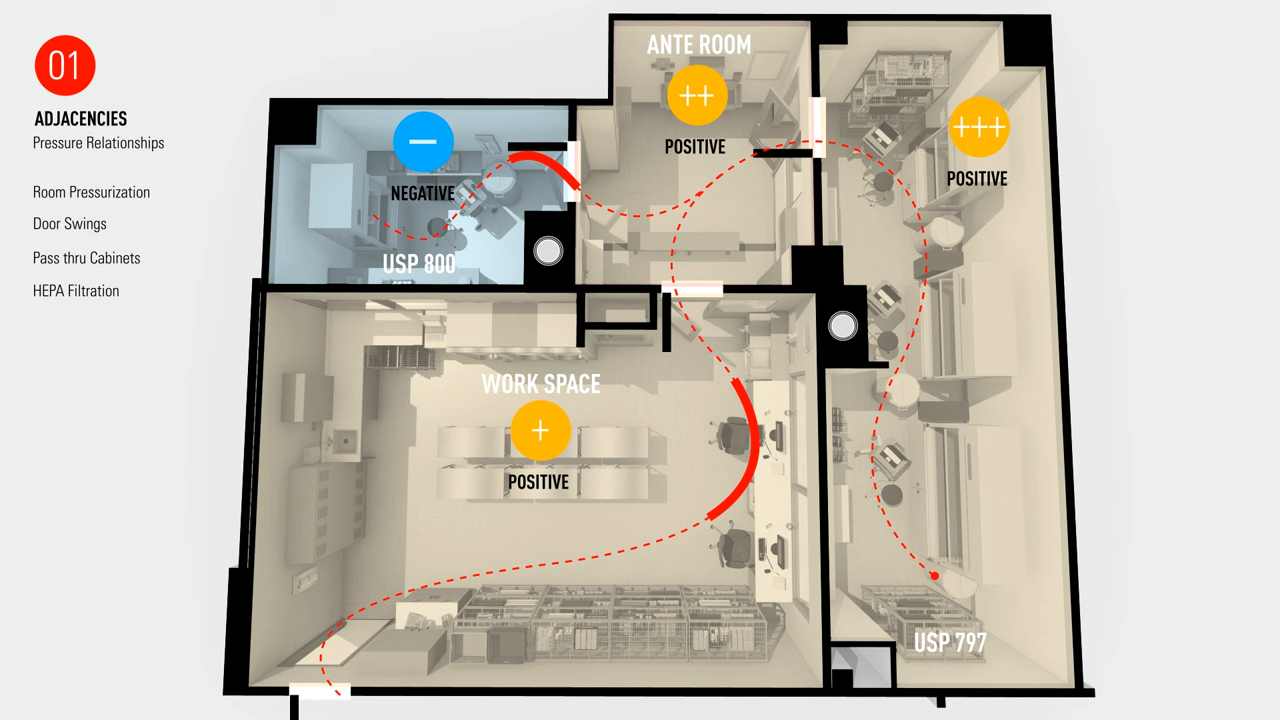 01
ADJACENCIES
Pressure Relationships
Room Pressurization
Door Swings
Pass thru Cabinets
HEPA Filtration
ANTE ROOM
++
POSITIVE
+++
POSITIVE
−
NEGATIVE
USP 800
WORK SPACE
+
POSITIVE
USP 797